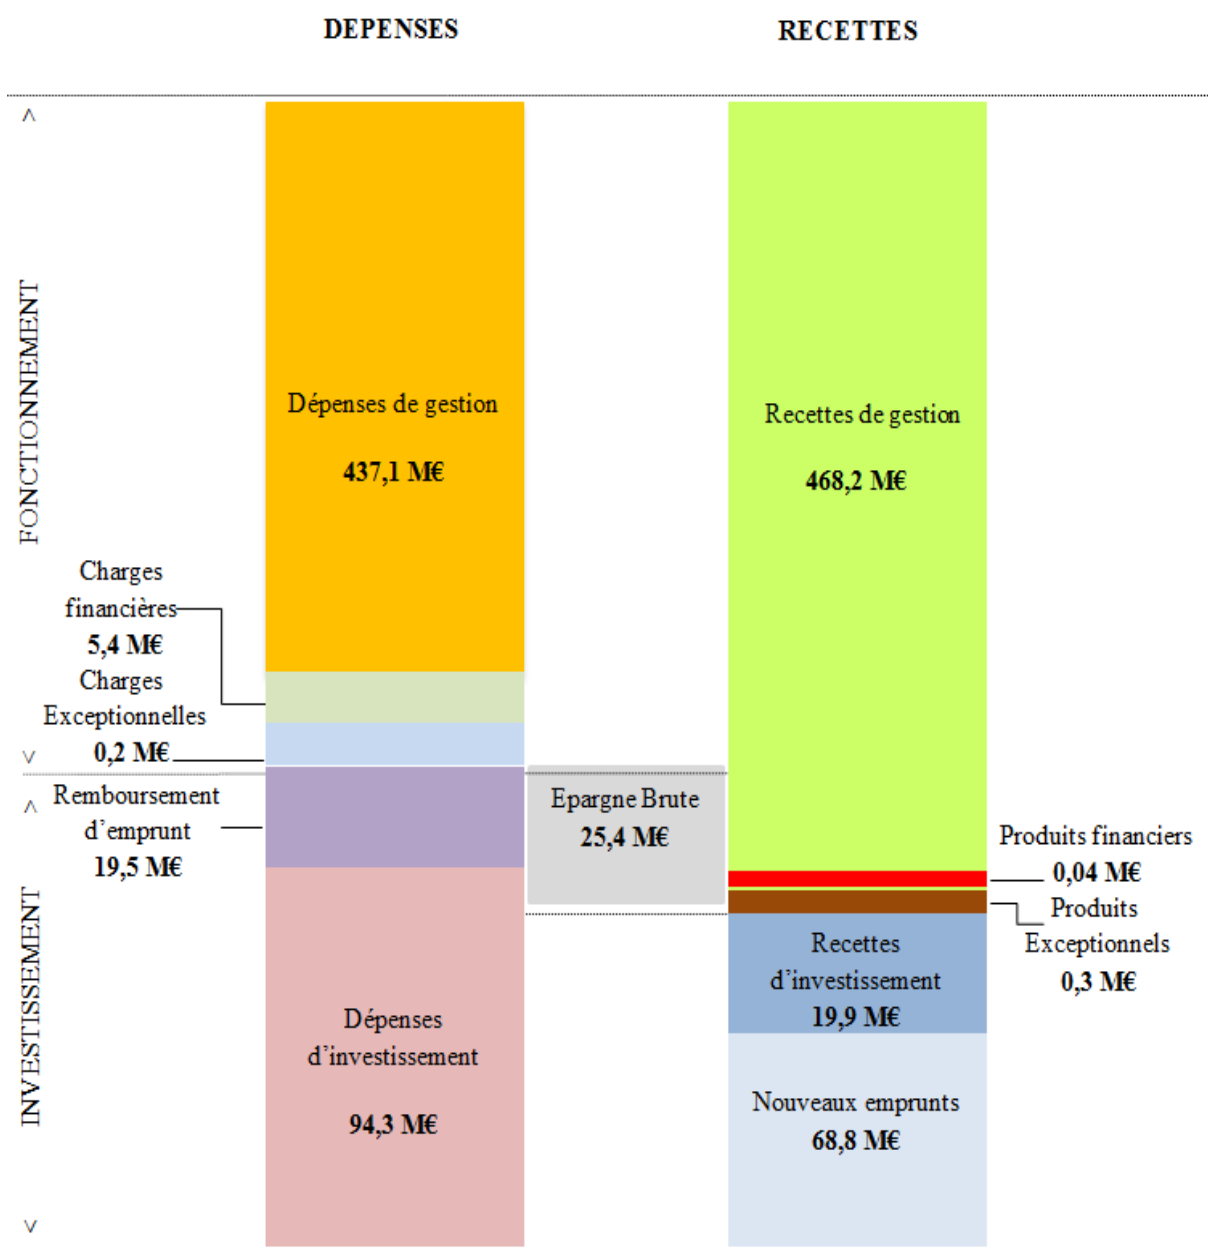 DEPENSES
RECETTES
FONCTIONNEMENT
Dépenses de gestion
437,1 M€
Recettes de gestion
468,2 M€
Charges
financières
5,4 M€
Charges
Exceptionnelles
0,2 M€
INVESTISSEMENT
Remboursement
d'emprunt
19,5 M€
Epargne Brute
25,4 M€
Produits financiers
0,04 M€
Produits
Exceptionnels
0,3 M€
Recettes
d'investissement
19,9 M€
Dépenses
d'investissement
94,3 M€
Nouveaux emprunts
68,8 M€